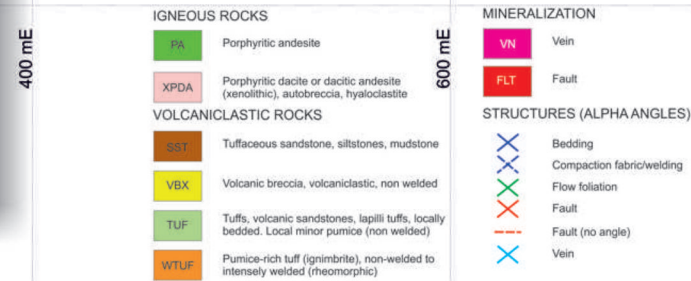 400 mE
IGNEOUS ROCKS
PA Porphyritic andesite
XPDA Porphyritic dacite or dacitic andesite
(xenolithic), autobreccia, hyaloclastite
VOLCANICLASTIC ROCKS
SST Tuffaceous sandstone, siltstones, mudstone
VBX Volcanic breccia, volcaniclastic, non welded
TUF Tuffs, volcanic sandstones, lapilli tuffs, locally
bedded. Local minor pumice (non welded)
WTUF Pumice-rich tuff (ignimbrite), non-welded to
intensely welded (rheomorphic)
600 mE
MINERALIZATION
VN Vein
FLT Fault
STRUCTURES (ALPHA ANGLES)
Bedding
Compaction fabric/welding
Flow foliation
Fault
Fault (no angle)
Vein